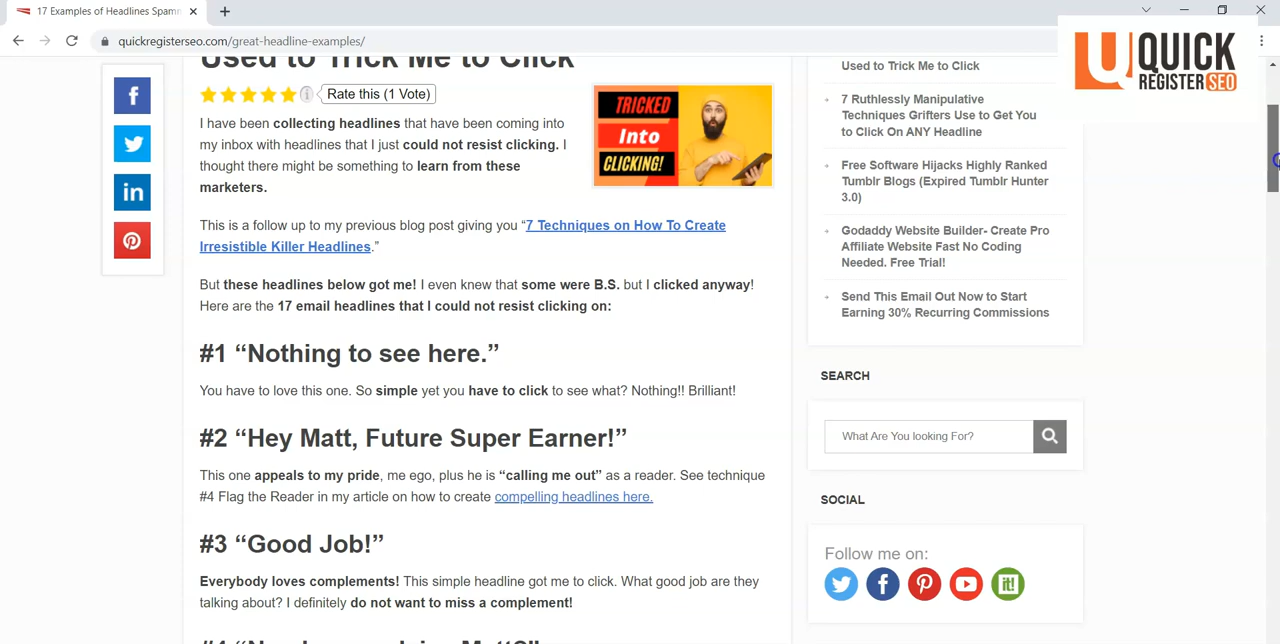 17 Examples of Headlines Spamm
quickregisterseo.com/great-headline-examples/
QUICK
REGISTER SEO
Used to Trick Me to Click
Rate this (1 Vote)
TRICKED
Into
CLICKING!
I have been collecting headlines that have been coming into
my inbox with headlines that I just could not resist clicking. I
thought there might be something to learn from these
marketers.
This is a follow up to my previous blog post giving you “7 Techniques on How To Create
Irresistible Killer Headlines.”
But these headlines below got me! I even knew that some were B.S. but I clicked anyway!
Here are the 17 email headlines that I could not resist clicking on:
#1 “Nothing to see here.”
You have to love this one. So simple yet you have to click to see what? Nothing!! Brilliant!
#2 “Hey Matt, Future Super Earner!”
This one appeals to my pride, me ego, plus he is “calling me out” as a reader. See technique
#4 Flag the Reader in my article on how to create compelling headlines here.
#3 “Good Job!”
Everybody loves complements! This simple headline got me to click. What good job are they
talking about? I definitely do not want to miss a complement!
Used to Trick Me to Click
7 Ruthlessly Manipulative
Techniques Grifters Use to Get You
to Click On ANY Headline
Free Software Hijacks Highly Ranked
Tumblr Blogs (Expired Tumblr Hunter
3.0)
Godaddy Website Builder- Create Pro
Affiliate Website Fast No Coding
Needed. Free Trial!
Send This Email Out Now to Start
Earning 30% Recurring Commissions
SEARCH
What Are You looking For?
SOCIAL
Follow me on:
it!